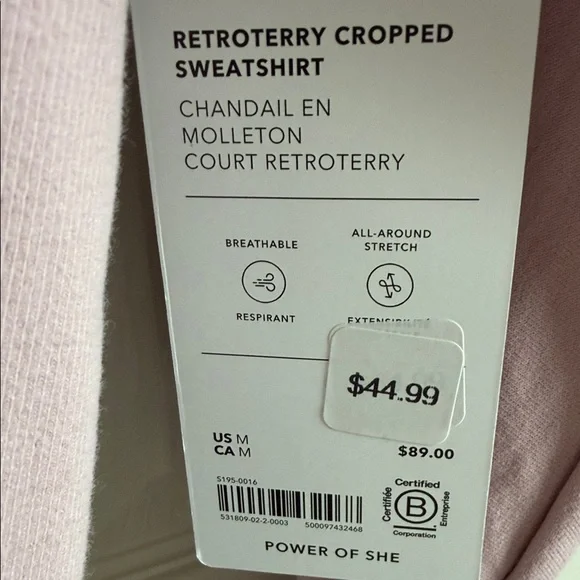 RETROTERRY CROPPED
SWEATSHIRT
CHANDAIL EN
MOLLETON
COURT RETROTERRY
BREATHABLE
RESPIRANT
ALL-AROUND
STRETCH
$44.99
US M
CA M
$89.00
5195-0016
531809-02-2-0003 500097432468
Certified
Certifiée
B
Entreprise
Corporation
POWER OF SHE